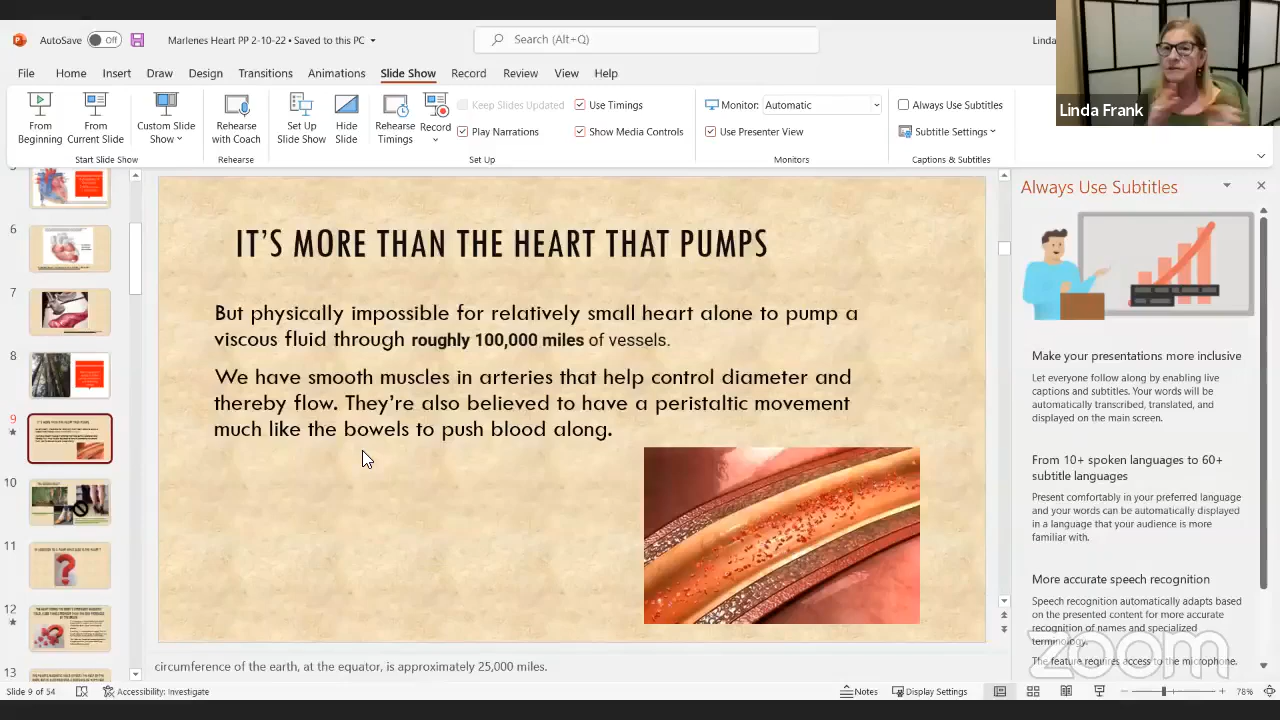 AutoSave Off Marlenes Heart PP 2-10-22 • Saved to this PC Search (Alt+Q) Linda
File Home Insert Draw Design Transitions Animations Slide Show Record Review View Help
From Beginning
From Current Slide
Custom Slide Show
Start Slide Show
Rehearse with Coach
Rehearse
Set Up Slide Show
Hide Slide
Rehearse Timings
Record
Keep Slides Updated
Play Narrations
Use Timings
Show Media Controls
Set Up
Monitor: Automatic
Use Presenter View
Monitors
Always Use Subtitles
Subtitle Settings
Captions & Subtitles
Linda Frank
6
7
8
9
10
11
12
13
IT'S MORE THAN THE HEART THAT PUMPS
But physically impossible for relatively small heart alone to pump a
viscous fluid through roughly 100,000 miles of vessels.
We have smooth muscles in arteries that help control diameter and
thereby flow. They're also believed to have a peristaltic movement
much like the bowels to push blood along.
circumference of the earth, at the equator, is approximately 25,000 miles.
Always Use Subtitles
Make your presentations more inclusive
Let everyone follow along by enabling live
captions and subtitles. Your words will be
automatically transcribed, translated, and
displayed on the main screen.
From 10+ spoken languages to 60+
subtitle languages
Present comfortably in your preferred language
and your words can be automatically displayed
in a language that your audience is more
familiar with.
More accurate speech recognition
Speech recognition automatically adapts based
on the presented content for more accurate
recognition of names and specialized
terminology.
The feature requires access to the microphone.
zoom
Slide 9 of 54 Accessibility: Investigate Notes Display Settings 78%